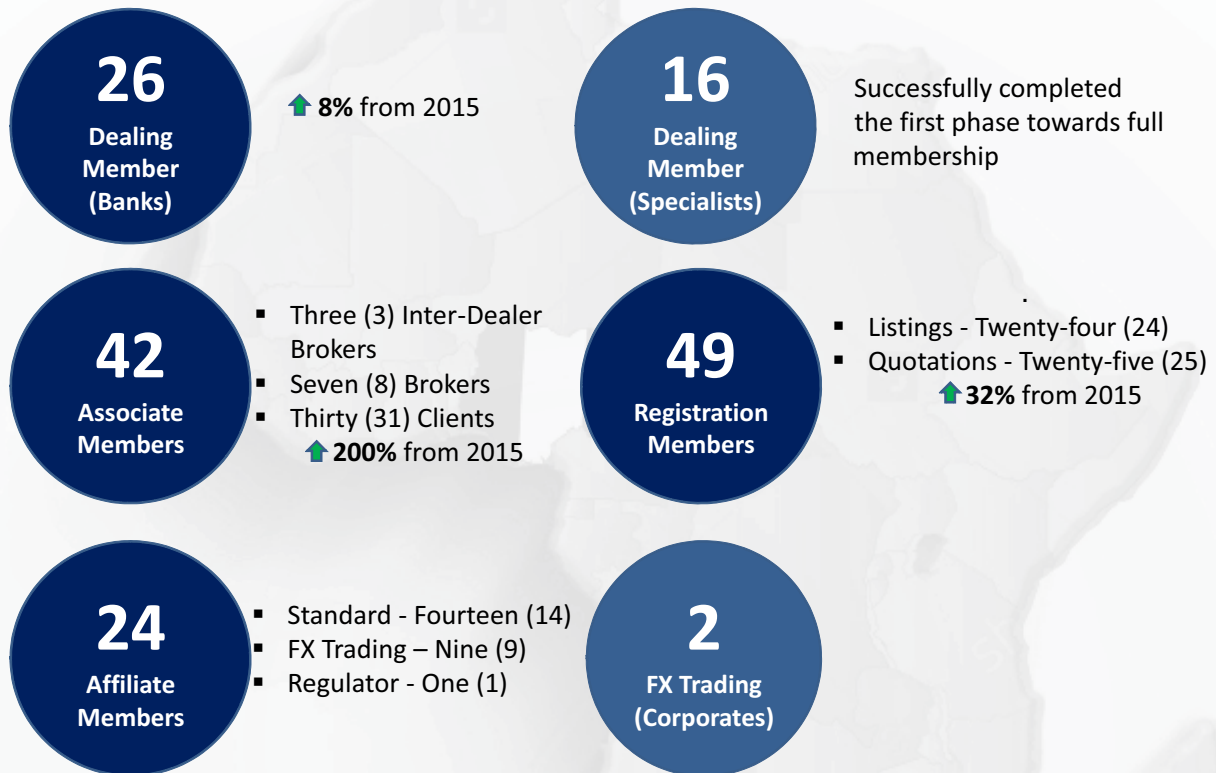 26
Dealing
Member
(Banks)
8% from 2015
16
Dealing
Member
(Specialists)
Successfully completed
the first phase towards full
membership
42
Associate
Members
▪ Three (3) Inter-Dealer
Brokers
▪ Seven (8) Brokers
▪ Thirty (31) Clients
200% from 2015
49
Registration
Members
.
▪ Listings - Twenty-four (24)
▪ Quotations - Twenty-five (25)
32% from 2015
24
Affiliate
Members
▪ Standard - Fourteen (14)
▪ FX Trading – Nine (9)
▪ Regulator - One (1)
2
FX Trading
(Corporates)